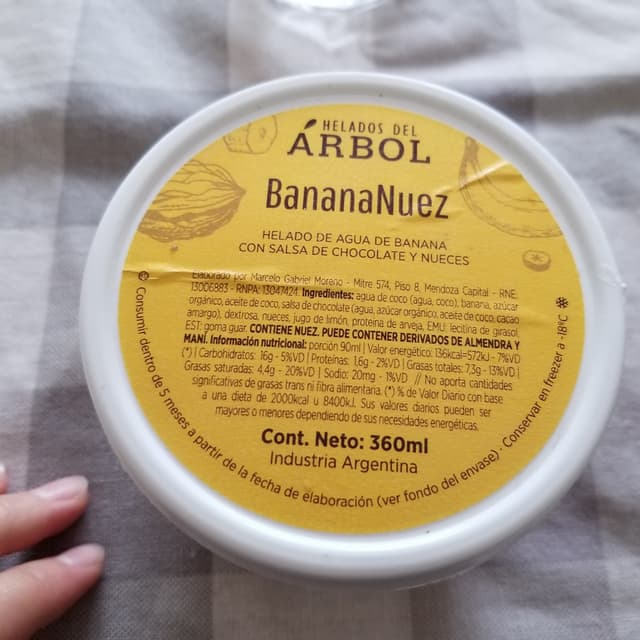 HELADOS DEL
ÁRBOL
BananaNuez
HELADO DE AGUA DE BANANA
CON SALSA DE CHOCOLATE Y NUECES
Elaborado por Marcelo Gabriel Moreno - Mitre 574, Piso 8, Mendoza Capital - RNE:
13006883 - RNPA: 13047424. Ingredientes: agua de coco (agua, coco), banana, azúcar
orgánico, aceite de coco, salsa de chocolate (agua, azúcar orgánico, aceite de coco, cacao
amargo), dextrosa, nueces, jugo de limón, proteína de arveja, EMU: lecitina de girasol,
EST: goma guar. CONTIENE NUEZ. PUEDE CONTENER DERIVADOS DE ALMENDRA Y
MANÍ. Información nutricional: porción 90ml | Valor energético: 136kcal=572kJ - 7%VD
(*) | Carbohidratos: 16g - 5%VD | Proteínas: 1,6g - 2%VD | Grasas totales: 7,3g - 13%VD |
Grasas saturadas: 4,4g - 20%VD | Sodio: 20mg - 1%VD // No aporta cantidades
significativas de grasas trans ni fibra alimentaria. (*) % de Valor Diario con base
a una dieta de 2000kcal u 8400kJ. Sus valores diarios pueden ser
mayores o menores dependiendo de sus necesidades energéticas.
Cont. Neto: 360ml
Industria Argentina
Consumir dentro de 5 meses a partir de la fecha de elaboración (ver fondo del envase) · Conservar en freezer a -18°C